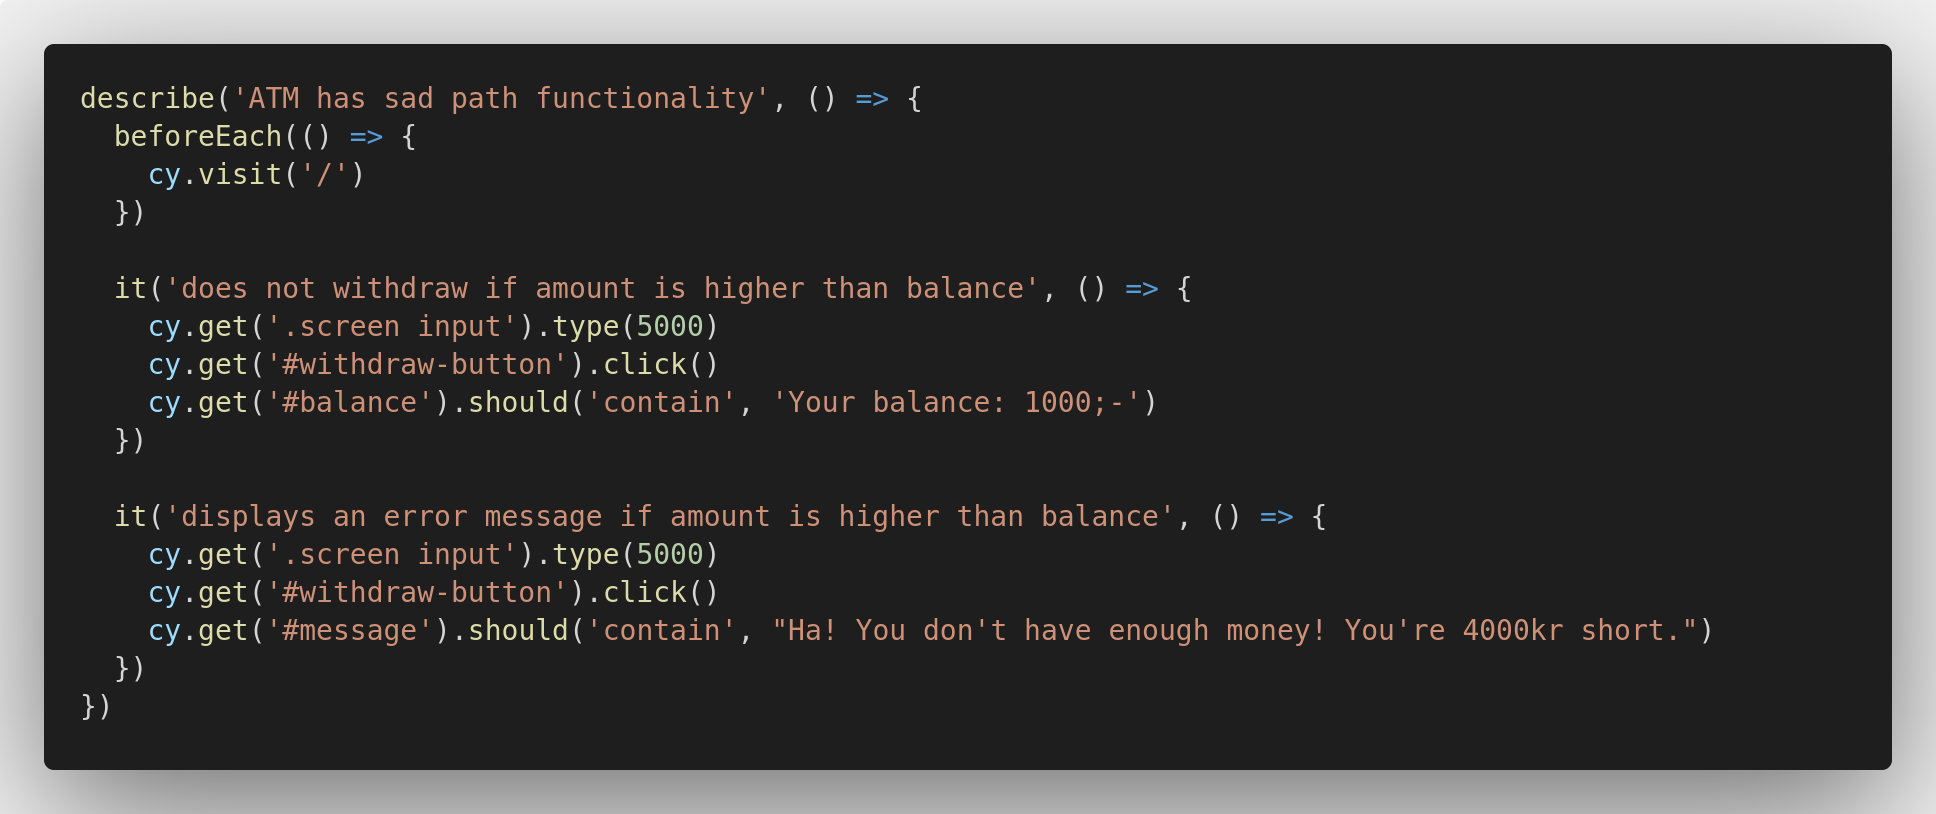 describe('ATM has sad path functionality', () => {
  beforeEach(() => {
    cy.visit('/')
  })

  it('does not withdraw if amount is higher than balance', () => {
    cy.get('.screen input').type(5000)
    cy.get('#withdraw-button').click()
    cy.get('#balance').should('contain', 'Your balance: 1000;-')
  })

  it('displays an error message if amount is higher than balance', () => {
    cy.get('.screen input').type(5000)
    cy.get('#withdraw-button').click()
    cy.get('#message').should('contain', "Ha! You don't have enough money! You're 4000kr short.")
  })
})